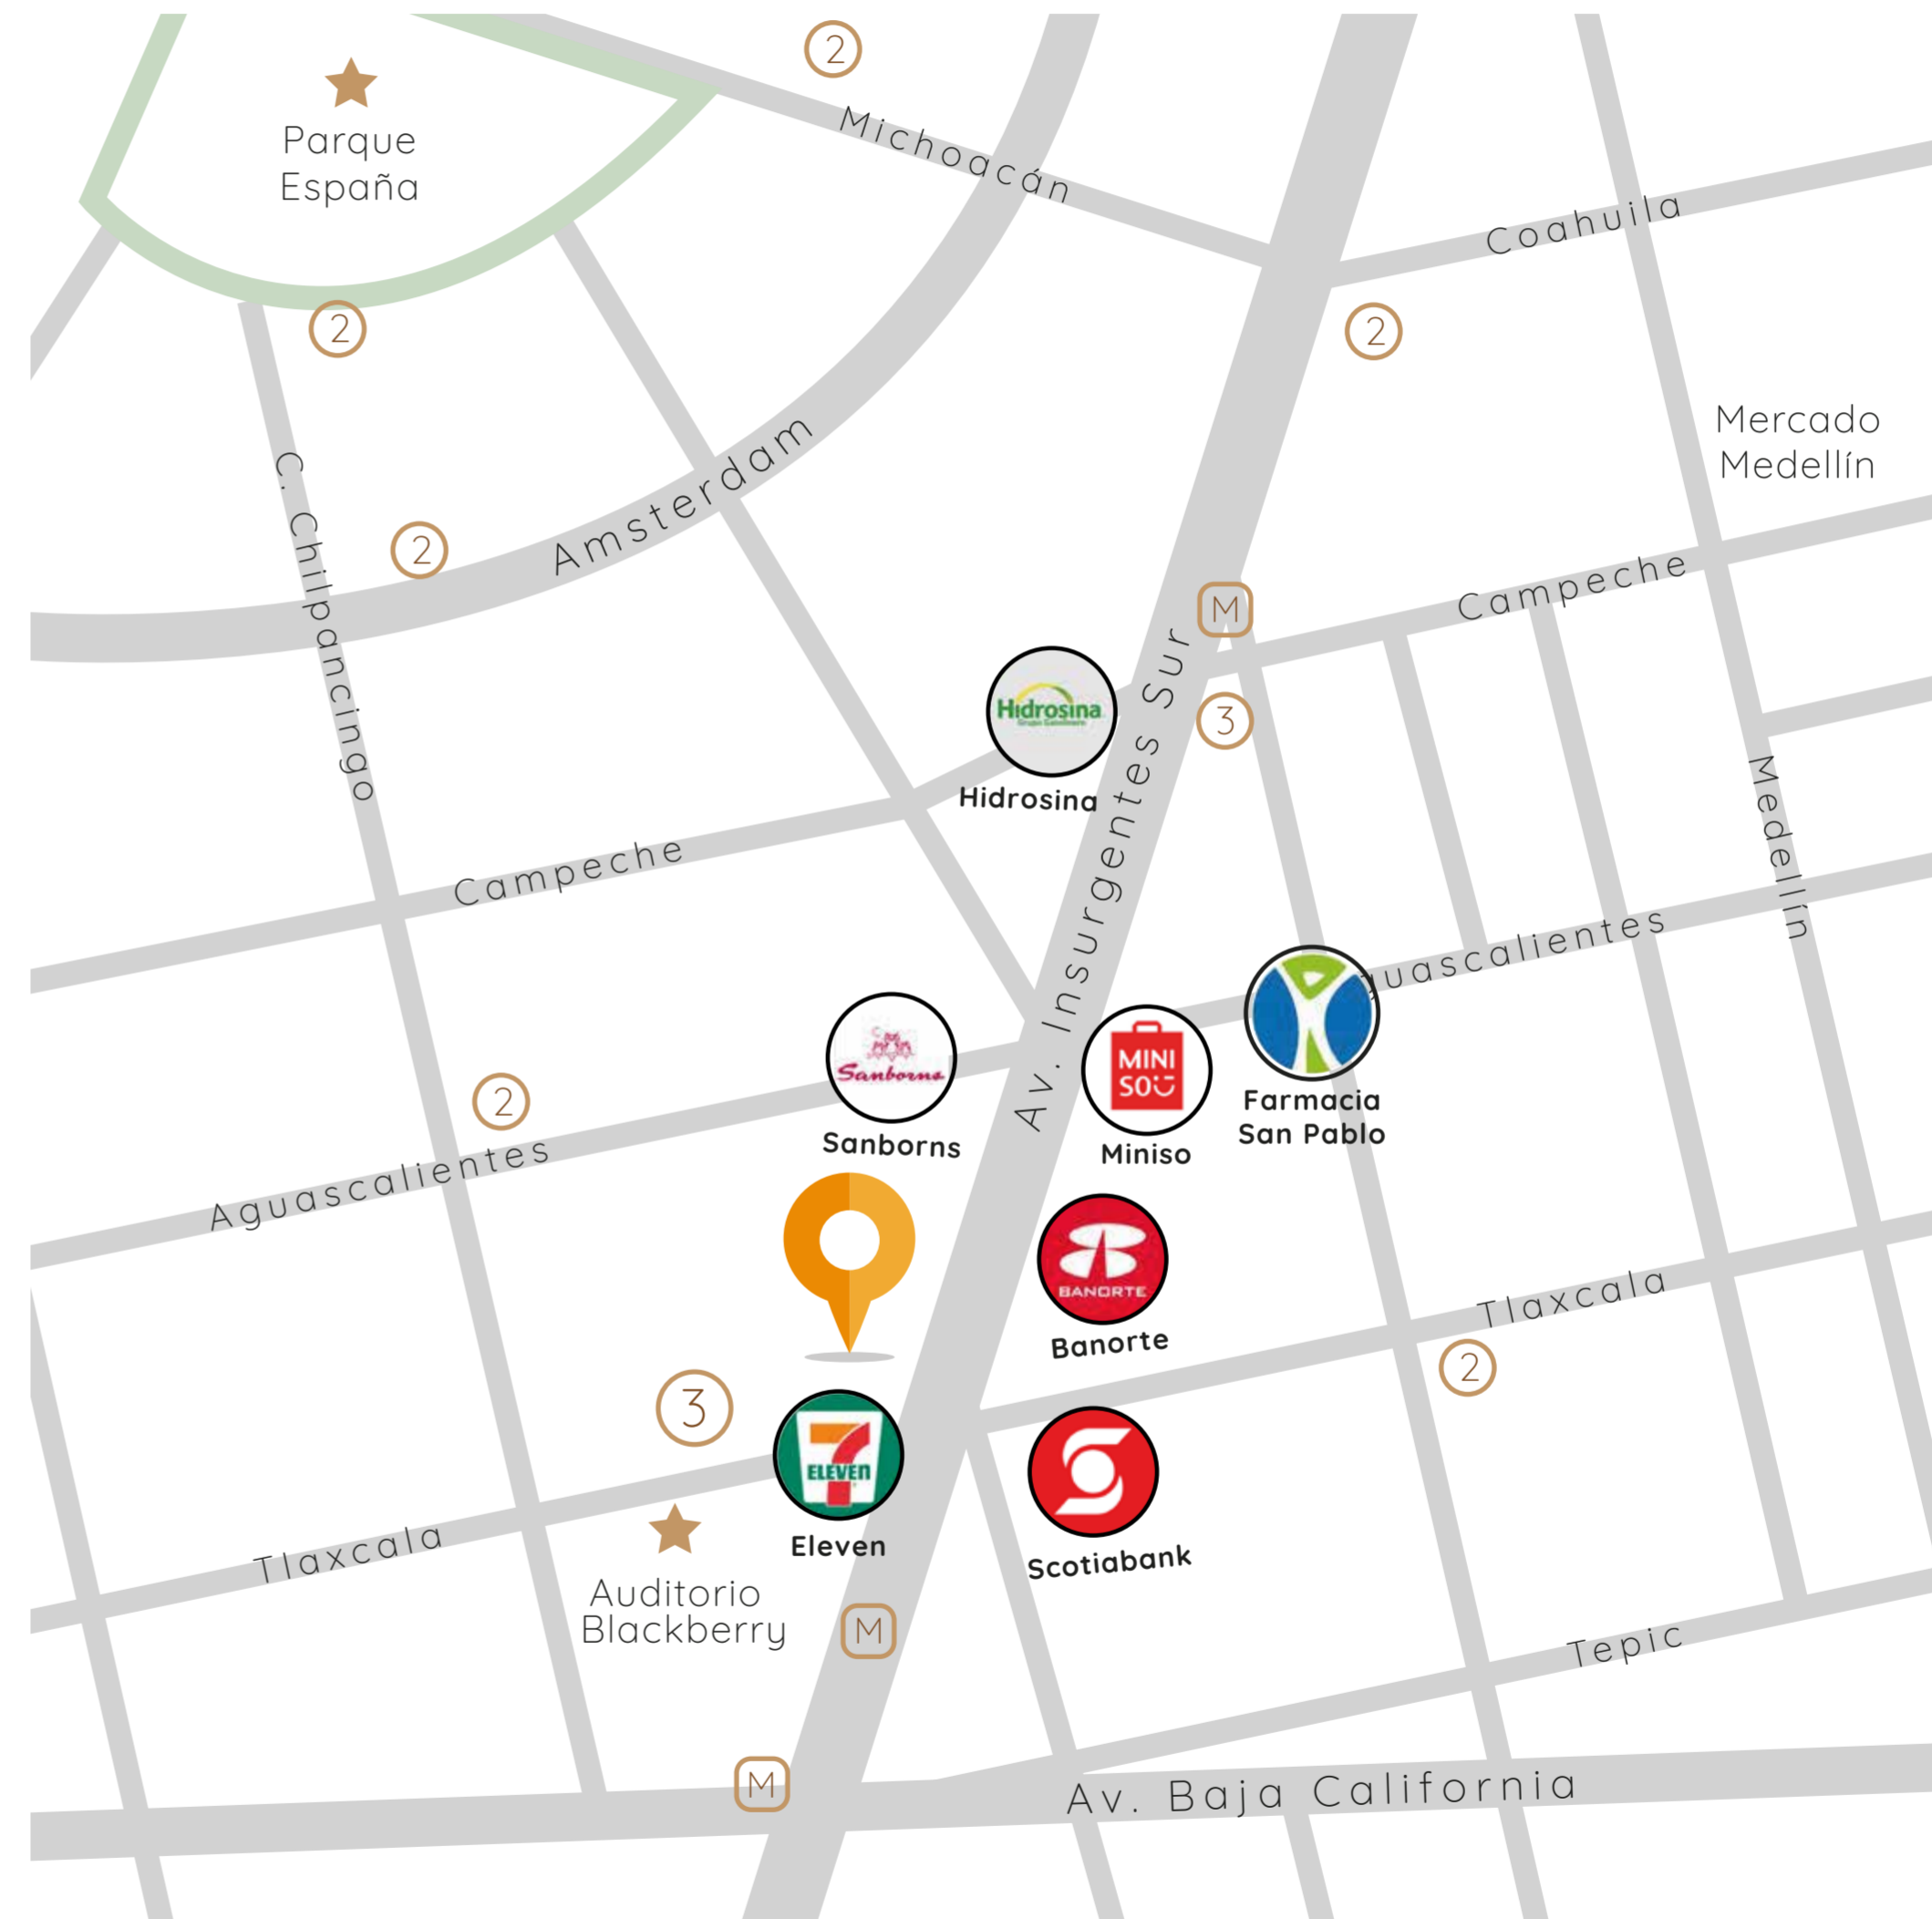 2
Michoacán
Parque
España
Coahuila
2
2
Mercado
Medellín
C. Chilpancingo
Amsterdam
2
Campeche
M
Hidrosina
3
Hidrosina
Av. Insurgentes Sur
Medellín
Campeche
guascalientes
Sanborns
Sanborns
MINI
SO
Miniso
Farmacia
San Pablo
2
Aguascalientes
BANORTE
Banorte
Tlaxcala
2
3
7
ELEVEN
Eleven
Tlaxcala
Scotiabank
Auditorio
Blackberry
M
Tepic
M
Av. Baja California